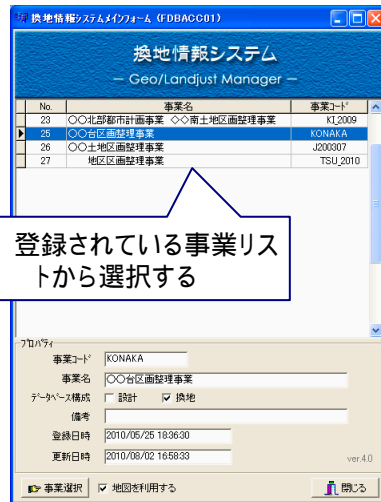 換地情報ｼｽﾃﾑﾒｲﾝﾌｫｰﾑ (FDBACC01)
換地情報システム
— Geo/Landjust Manager —
No. 事業名 事業ｺｰﾄﾞ
23 〇〇北部都市計画事業 ◇◇南土地区画整理事業 KJ_2009
25 〇〇台区画整理事業 KONAKA
26 〇〇土地区画整理事業 J200307
27 地区区画整理事業 TSU_2010
登録されている事業リス
トから選択する
ﾌﾟﾛﾊﾟﾃｨ
事業ｺｰﾄﾞ KONAKA
事業名 〇〇台区画整理事業
ﾃﾞｰﾀﾍﾞｰｽ構成 設計 換地
備考
登録日時 2010/05/25 18:36:30
更新日時 2010/08/02 16:58:33
ver.4.0
事業選択 地図を利用する 閉じる